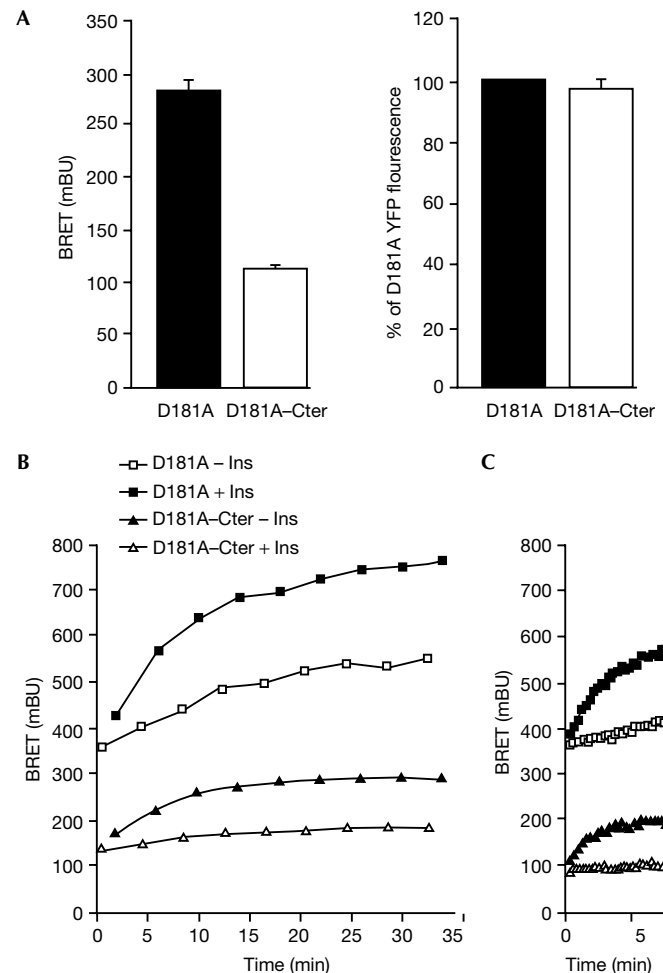 A
350
300
250
200
150
100
50
0
BRET (mBU)
D181A D181A–Cter
120
100
80
60
40
20
0
% of D181A YFP flourescence
D181A D181A–Cter
B
D181A – Ins
D181A + Ins
D181A–Cter – Ins
D181A–Cter + Ins
800
700
600
500
400
300
200
100
0
BRET (mBU)
0 5 10 15 20 25 30 35
Time (min)
C
800
700
600
500
400
300
200
100
0
BRET (mBU)
0 5
Time (min)